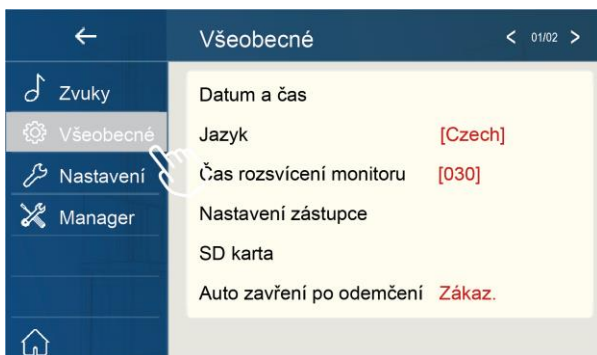 Všeobecné
< 01/02 >
Zvuky
Všeobecné
Nastavení
Manager
Datum a čas
Jazyk [Czech]
Čas rozsvícení monitoru [030]
Nastavení zástupce
SD karta
Auto zavření po odemčení Zákaz.